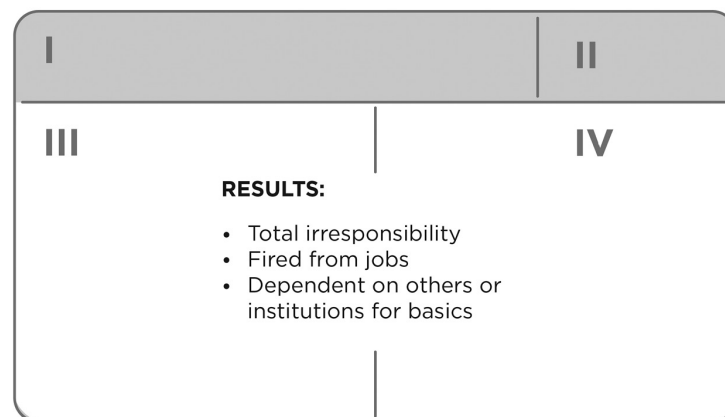 I
II
III
IV
RESULTS:
• Total irresponsibility
• Fired from jobs
• Dependent on others or
institutions for basics